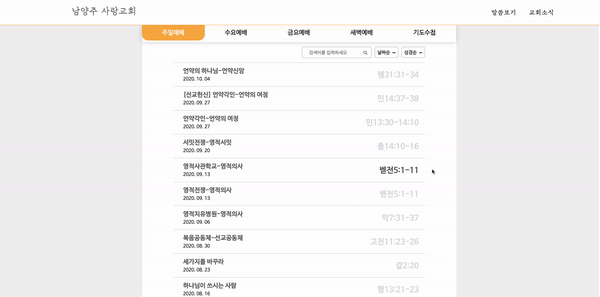 남양주 사랑교회
말씀보기 교회소식
주일예배 수요예배 금요예배 새벽예배 기도수첩
검색어를 입력하세요 날짜순 성경순
언약의 하나님-언약신앙 렘31:31-34
2020. 10. 04
[선교헌신] 언약각인-언약의 여정 민14:37-38
2020. 09. 27
언약각인-언약의 여정 민13:30-14:10
2020. 09. 27
서밋전쟁-영적서밋 출14:10-16
2020. 09. 20
영적사관학교-영적의사 벧전5:1-11
2020. 09. 13
영적전쟁-영적의사 벧전5:1-11
2020. 09. 13
영적치유병원-영적의사 막7:31-37
2020. 09. 06
복음공동체-선교공동체 고전11:23-26
2020. 08. 30
세가지를 바꾸라 갈2:20
2020. 08. 23
하나님이 쓰시는 사람 행13:21-23
2020. 08. 16